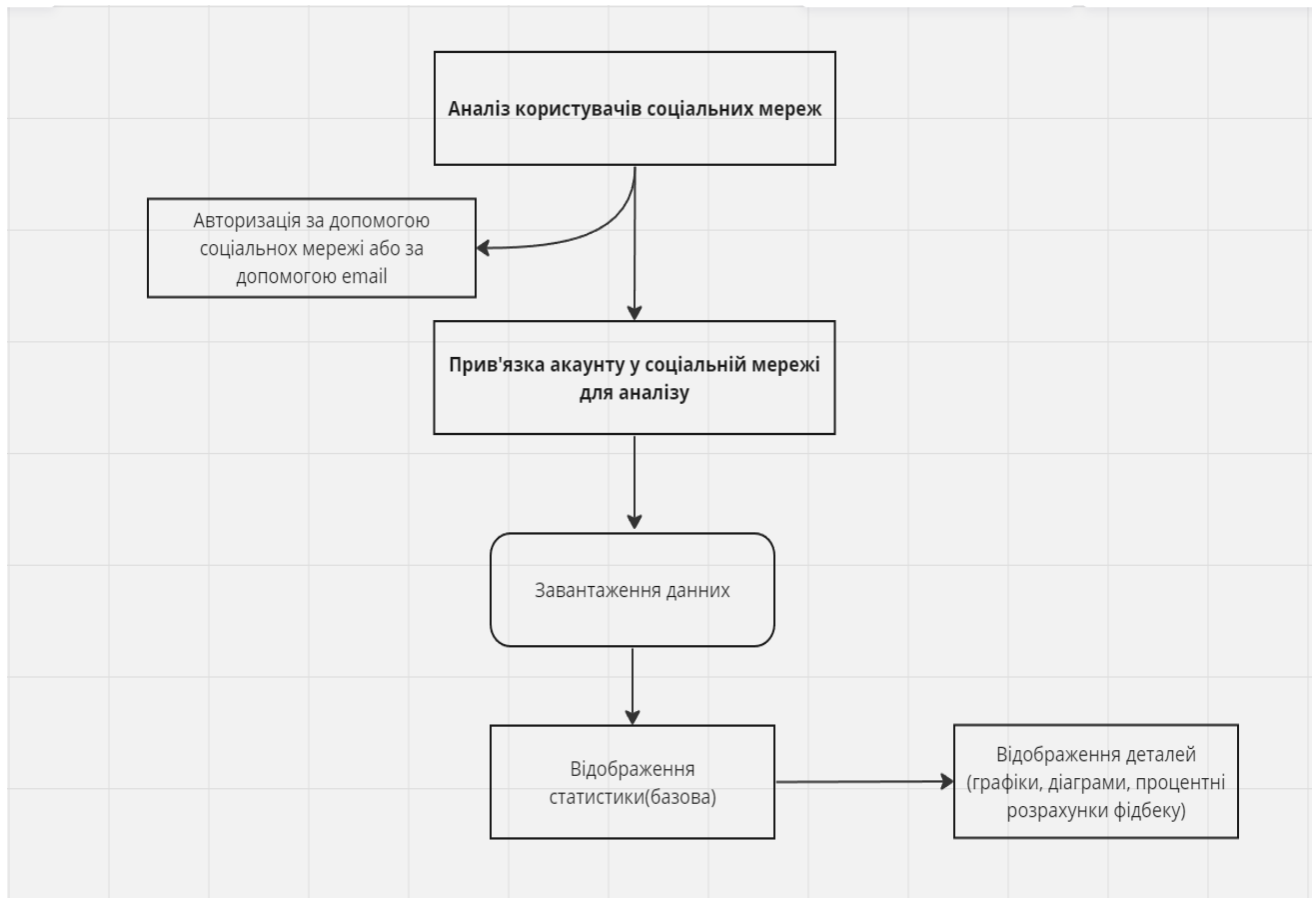 Аналіз користувачів соціальних мереж
Авторизація за допомогою
соціальнох мережі або за
допомогою email
Прив'язка акаунту у соціальній мережі
для аналізу
Завантаження данних
Відображення
статистики(базова)
Відображення деталей
(графіки, діаграми, процентні
розрахунки фідбеку)